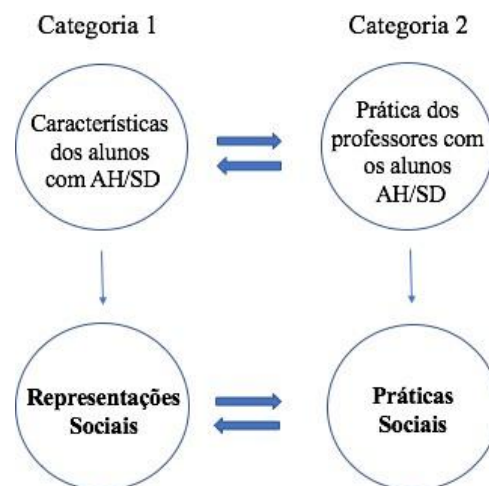 Categoria 1
Categoria 2
Características
dos alunos
com AH/SD
Prática dos
professores com
os alunos
AH/SD
Representações
Sociais
Práticas
Sociais